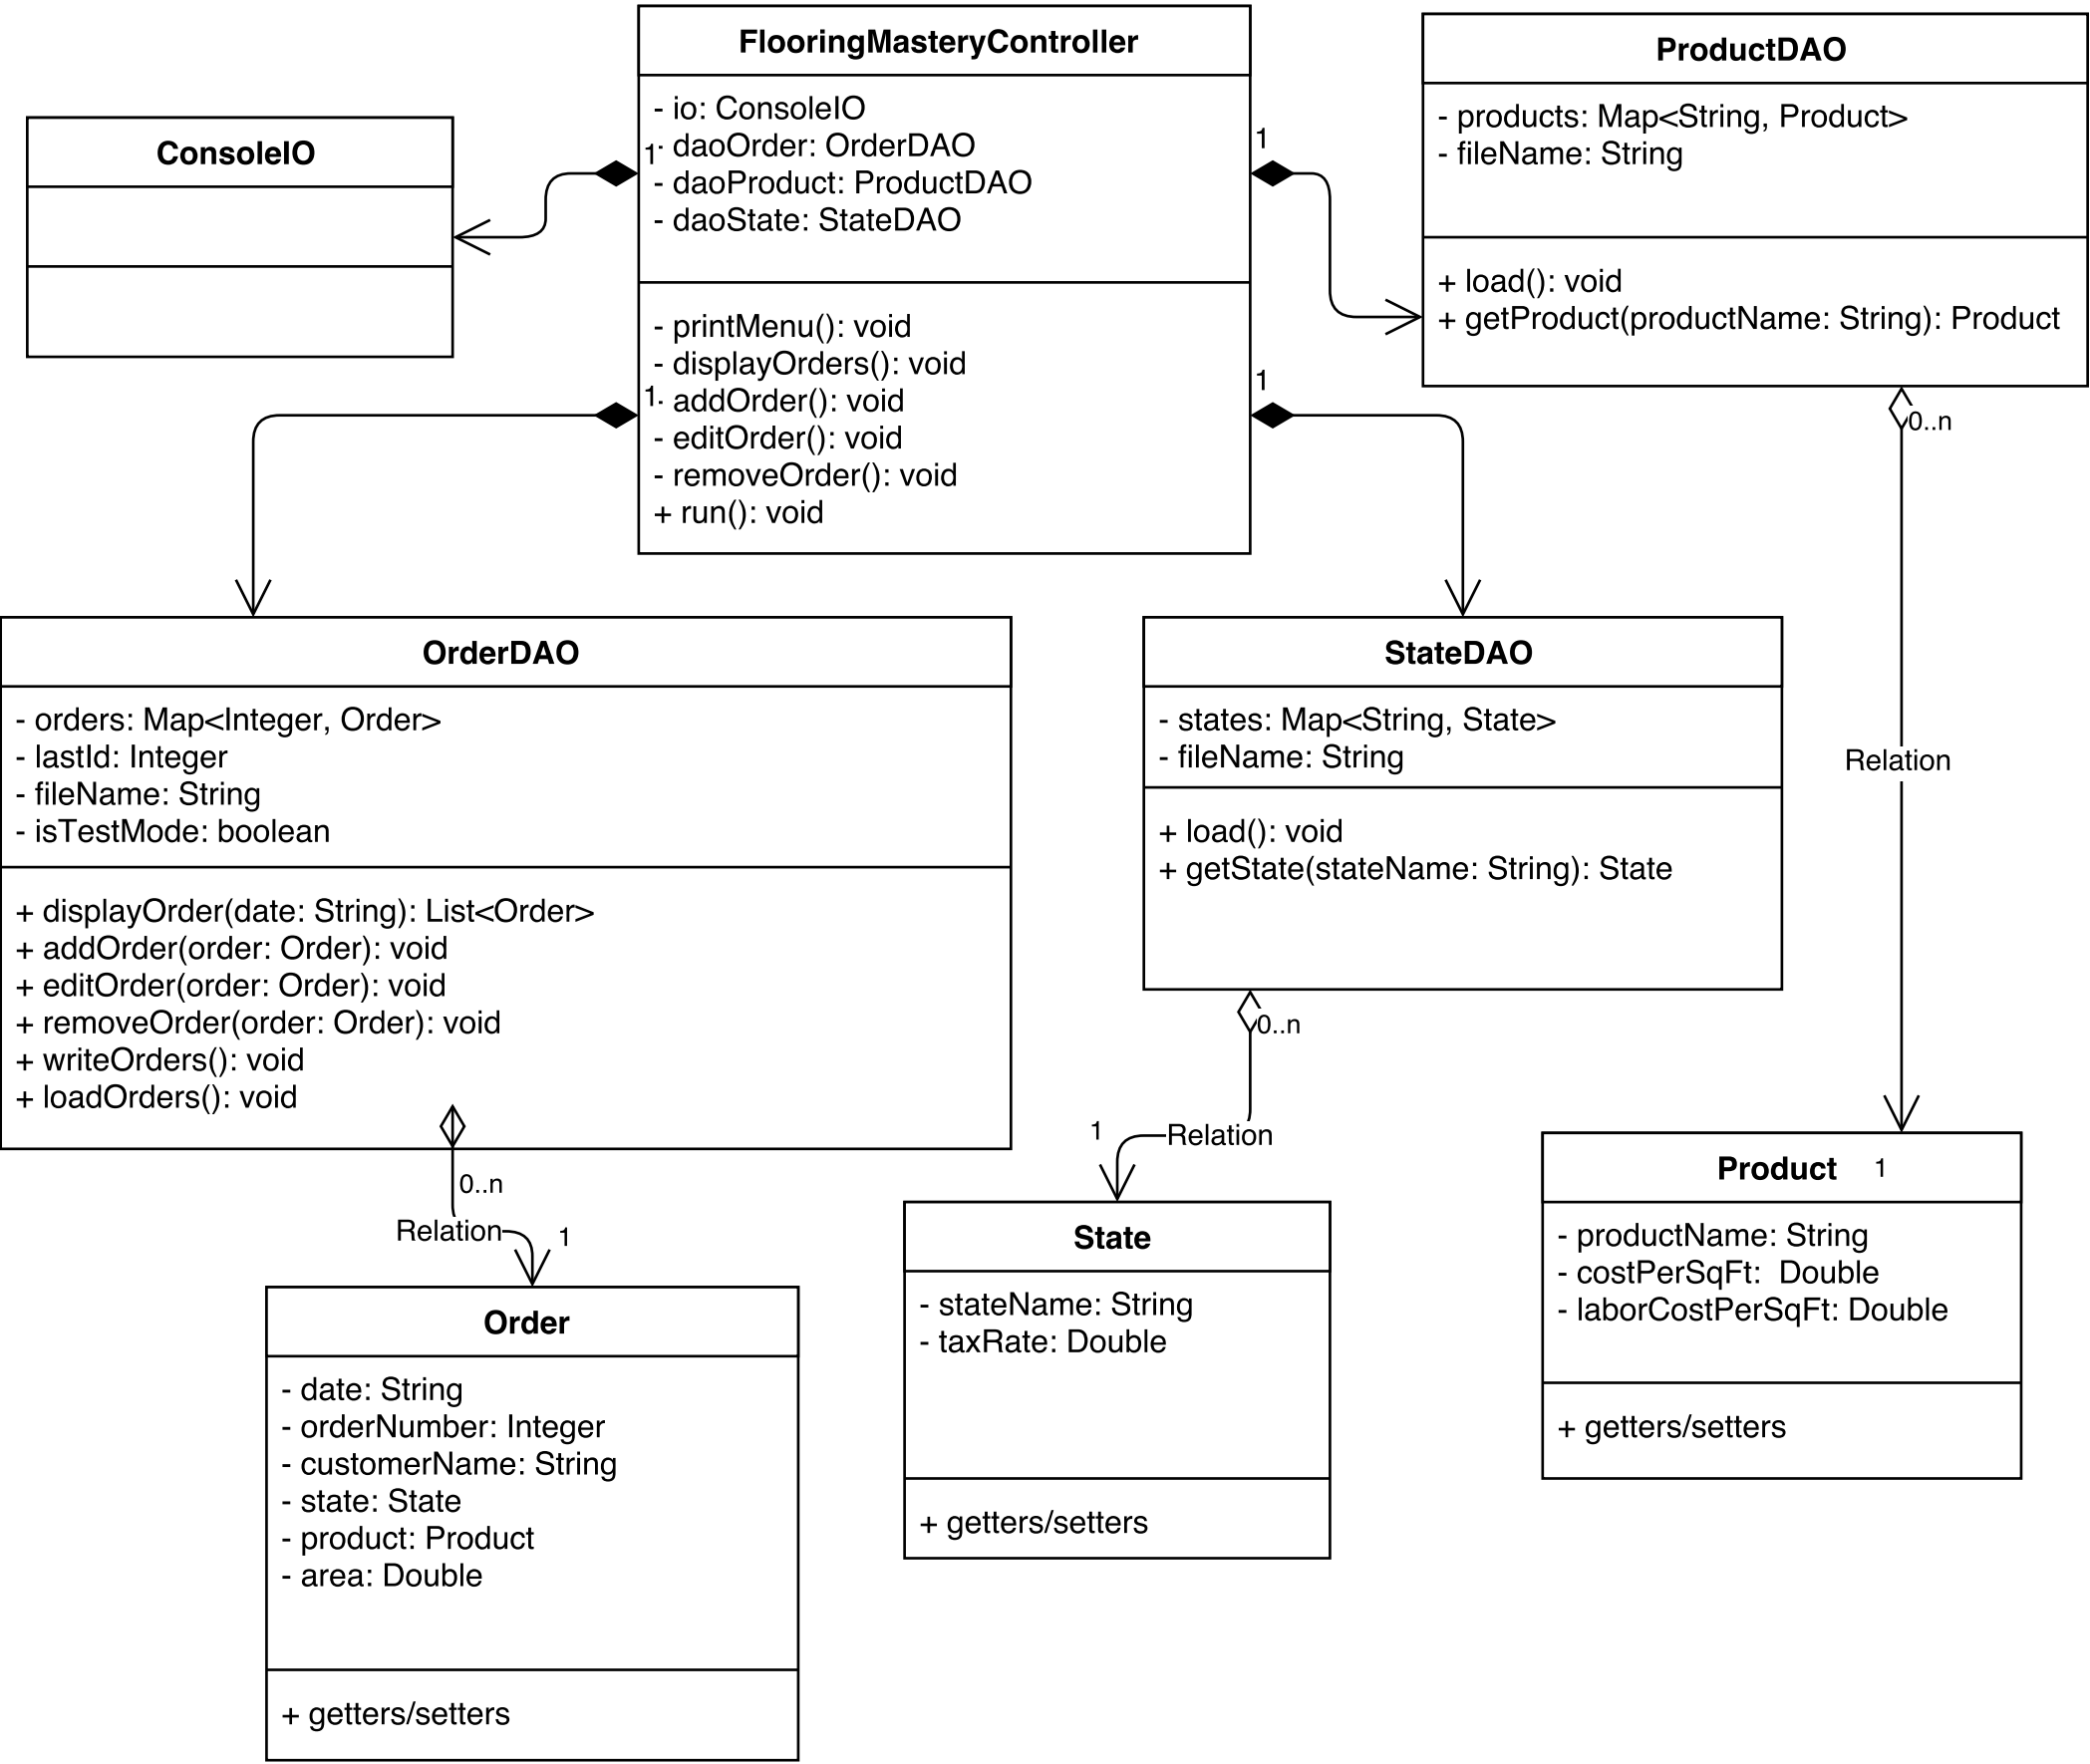 FlooringMasteryController
- io: ConsoleIO
- daoOrder: OrderDAO
- daoProduct: ProductDAO
- daoState: StateDAO
- printMenu(): void
- displayOrders(): void
- addOrder(): void
- editOrder(): void
- removeOrder(): void
+ run(): void
1
1
1
1
ProductDAO
- products: Map<String, Product>
- fileName: String
+ load(): void
+ getProduct(productName: String): Product
0..n
Relation
ConsoleIO
OrderDAO
- orders: Map<Integer, Order>
- lastId: Integer
- fileName: String
- isTestMode: boolean
+ displayOrder(date: String): List<Order>
+ addOrder(order: Order): void
+ editOrder(order: Order): void
+ removeOrder(order: Order): void
+ writeOrders(): void
+ loadOrders(): void
0..n
Relation
1
StateDAO
- states: Map<String, State>
- fileName: String
+ load(): void
+ getState(stateName: String): State
0..n
Relation
1
Order
- date: String
- orderNumber: Integer
- customerName: String
- state: State
- product: Product
- area: Double
+ getters/setters
State
- stateName: String
- taxRate: Double
+ getters/setters
Product 1
- productName: String
- costPerSqFt: Double
- laborCostPerSqFt: Double
+ getters/setters